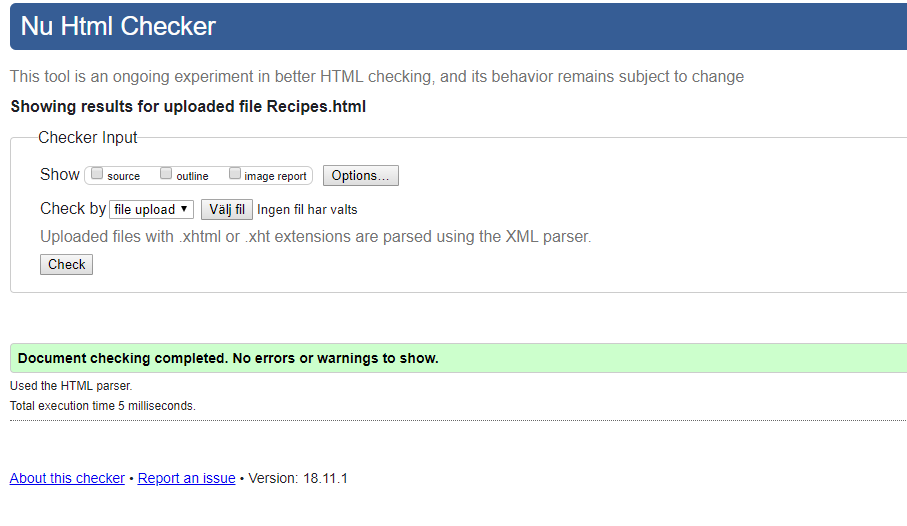 Nu Html Checker
This tool is an ongoing experiment in better HTML checking, and its behavior remains subject to change
Showing results for uploaded file Recipes.html
Checker Input
Show source outline image report Options...
Check by file upload ▼ Välj fil Ingen fil har valts
Uploaded files with .xhtml or .xht extensions are parsed using the XML parser.
Check
Document checking completed. No errors or warnings to show.
Used the HTML parser.
Total execution time 5 milliseconds.
About this checker • Report an issue • Version: 18.11.1